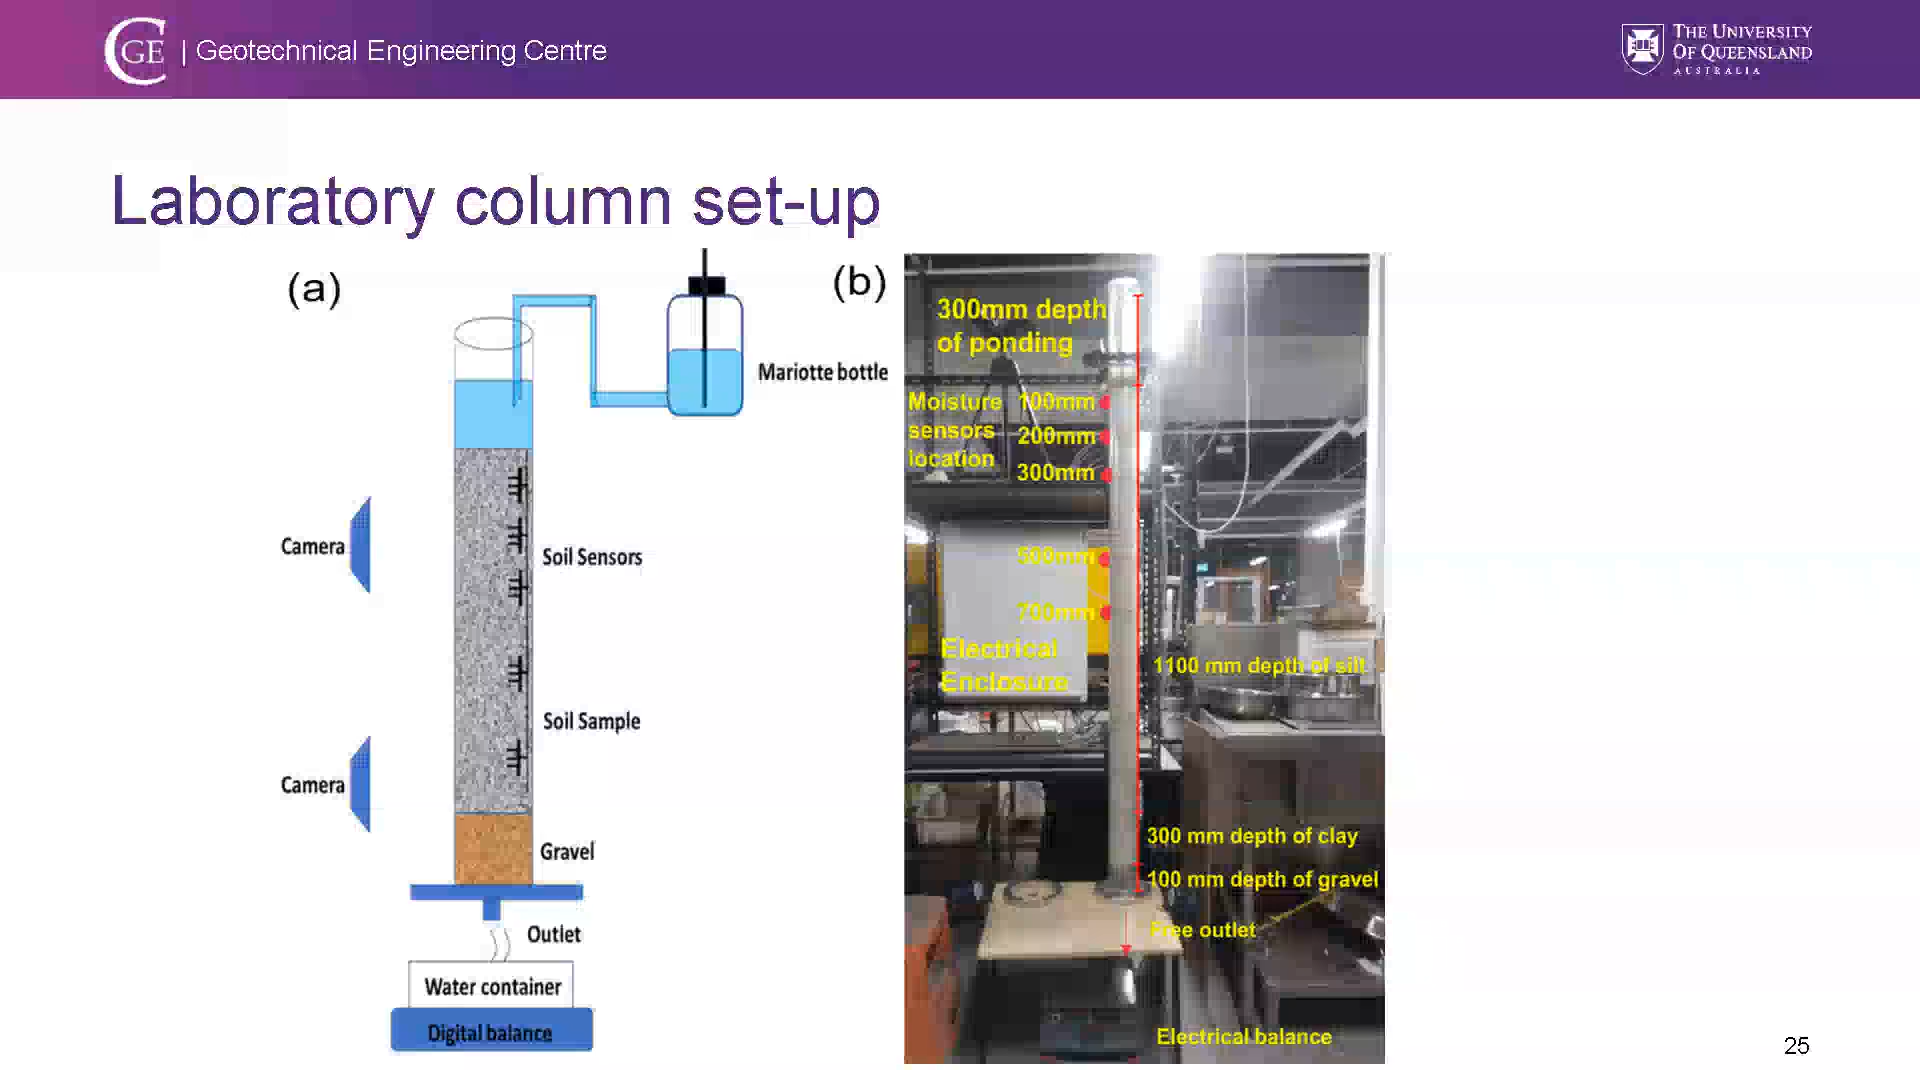 CGE | Geotechnical Engineering Centre
THE UNIVERSITY
OF QUEENSLAND
AUSTRALIA
Laboratory column set-up
(a)
Mariotte bottle
Camera
Soil Sensors
Soil Sample
Camera
Gravel
Outlet
Water container
Digital balance
(b)
300mm depth
of ponding
Moisture
sensors
location
100mm
200mm
300mm
500mm
700mm
Electrical
Enclosure
1100 mm depth of silt
300 mm depth of clay
100 mm depth of gravel
Free outlet
Electrical balance
25